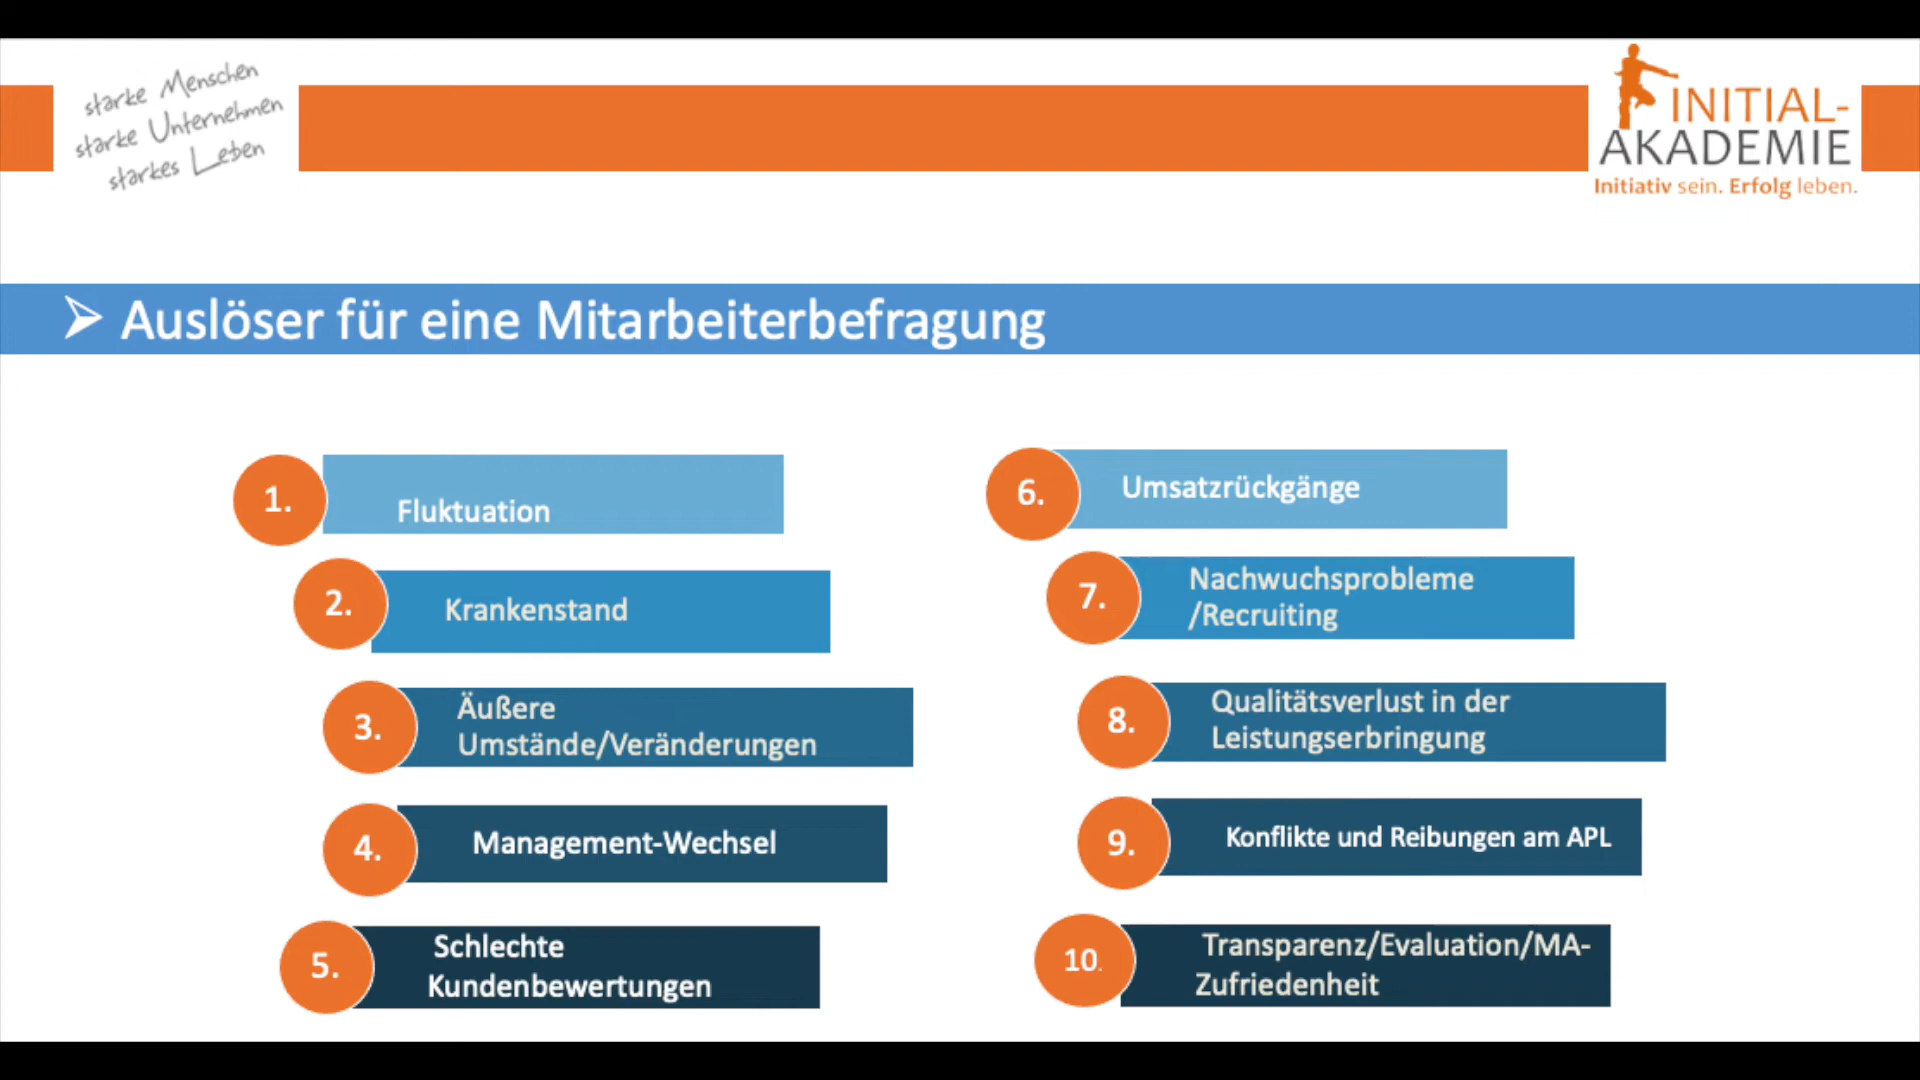 starke Menschen
starke Unternehmen
starkes Leben
INITIAL-
AKADEMIE
Initiativ sein. Erfolg leben.
➢ Auslöser für eine Mitarbeiterbefragung
1. Fluktuation
2. Krankenstand
3. Äußere
Umstände/Veränderungen
4. Management-Wechsel
5. Schlechte
Kundenbewertungen
6. Umsatzrückgänge
7. Nachwuchsprobleme
/Recruiting
8. Qualitätsverlust in der
Leistungserbringung
9. Konflikte und Reibungen am APL
10. Transparenz/Evaluation/MA-
Zufriedenheit